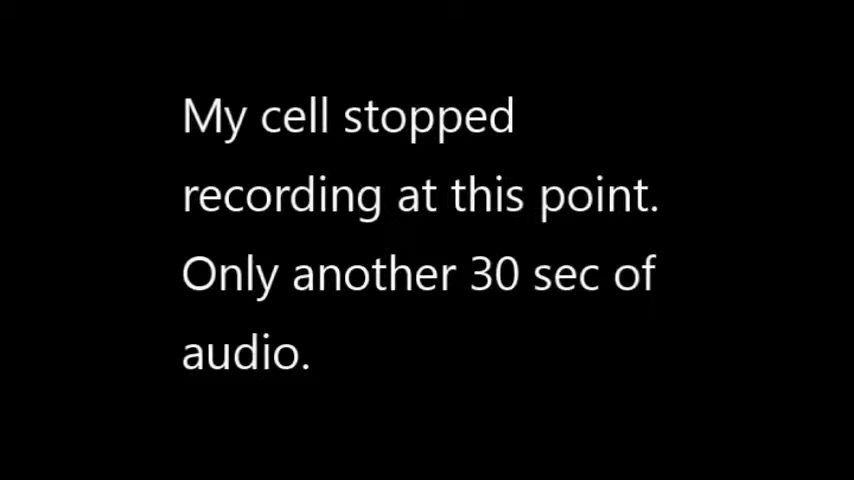 My cell stopped
recording at this point.
Only another 30 sec of
audio.